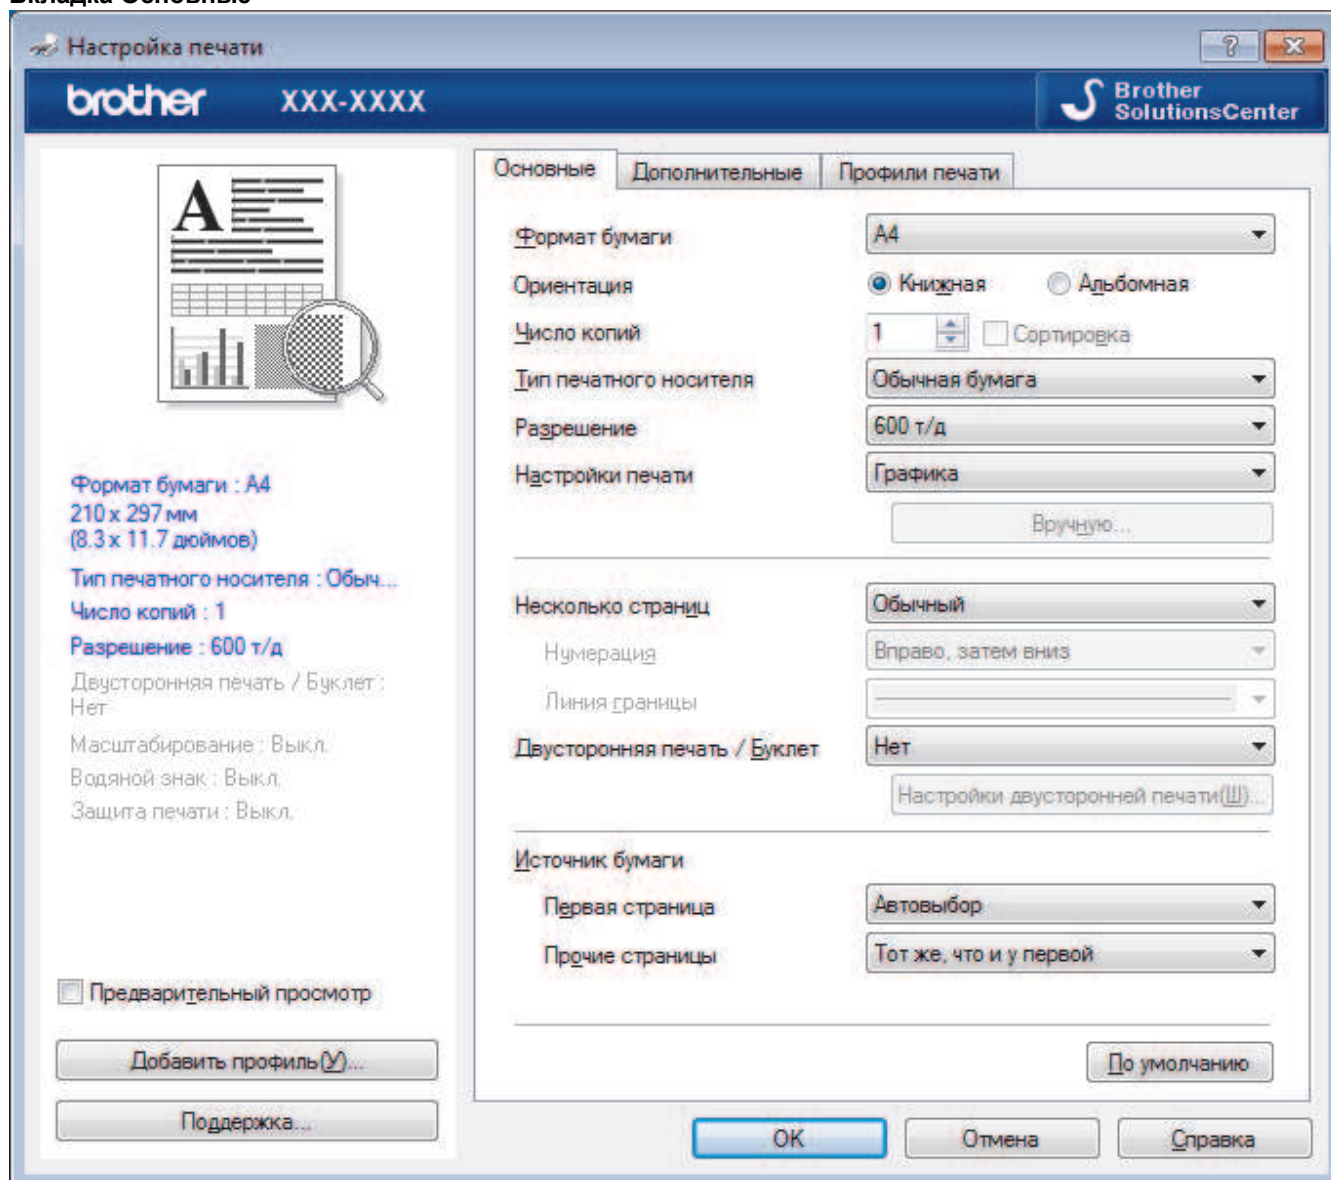 Вкладка Основные
Настройка печати
brother XXX-XXXX
Brother
SolutionsCenter
A
Формат бумаги : A4
210 x 297 мм
(8.3 x 11.7 дюймов)
Тип печатного носителя : Обыч...
Число копий : 1
Разрешение : 600 т/д
Двусторонняя печать / Буклет :
Нет
Масштабирование : Выкл.
Водяной знак : Выкл.
Защита печати : Выкл.
Предварительный просмотр
Добавить профиль(У)...
Поддержка...
Основные Дополнительные Профили печати
Формат бумаги A4
Ориентация Книжная Альбомная
Число копий 1 Сортировка
Тип печатного носителя Обычная бумага
Разрешение 600 т/д
Настройки печати Графика
Вручную...
Несколько страниц Обычный
Нумерация Вправо, затем вниз
Линия границы
Двусторонняя печать / Буклет Нет
Настройки двусторонней печати(Ш)...
Источник бумаги
Первая страница Автовыбор
Прочие страницы Тот же, что и у первой
По умолчанию
OK Отмена Справка